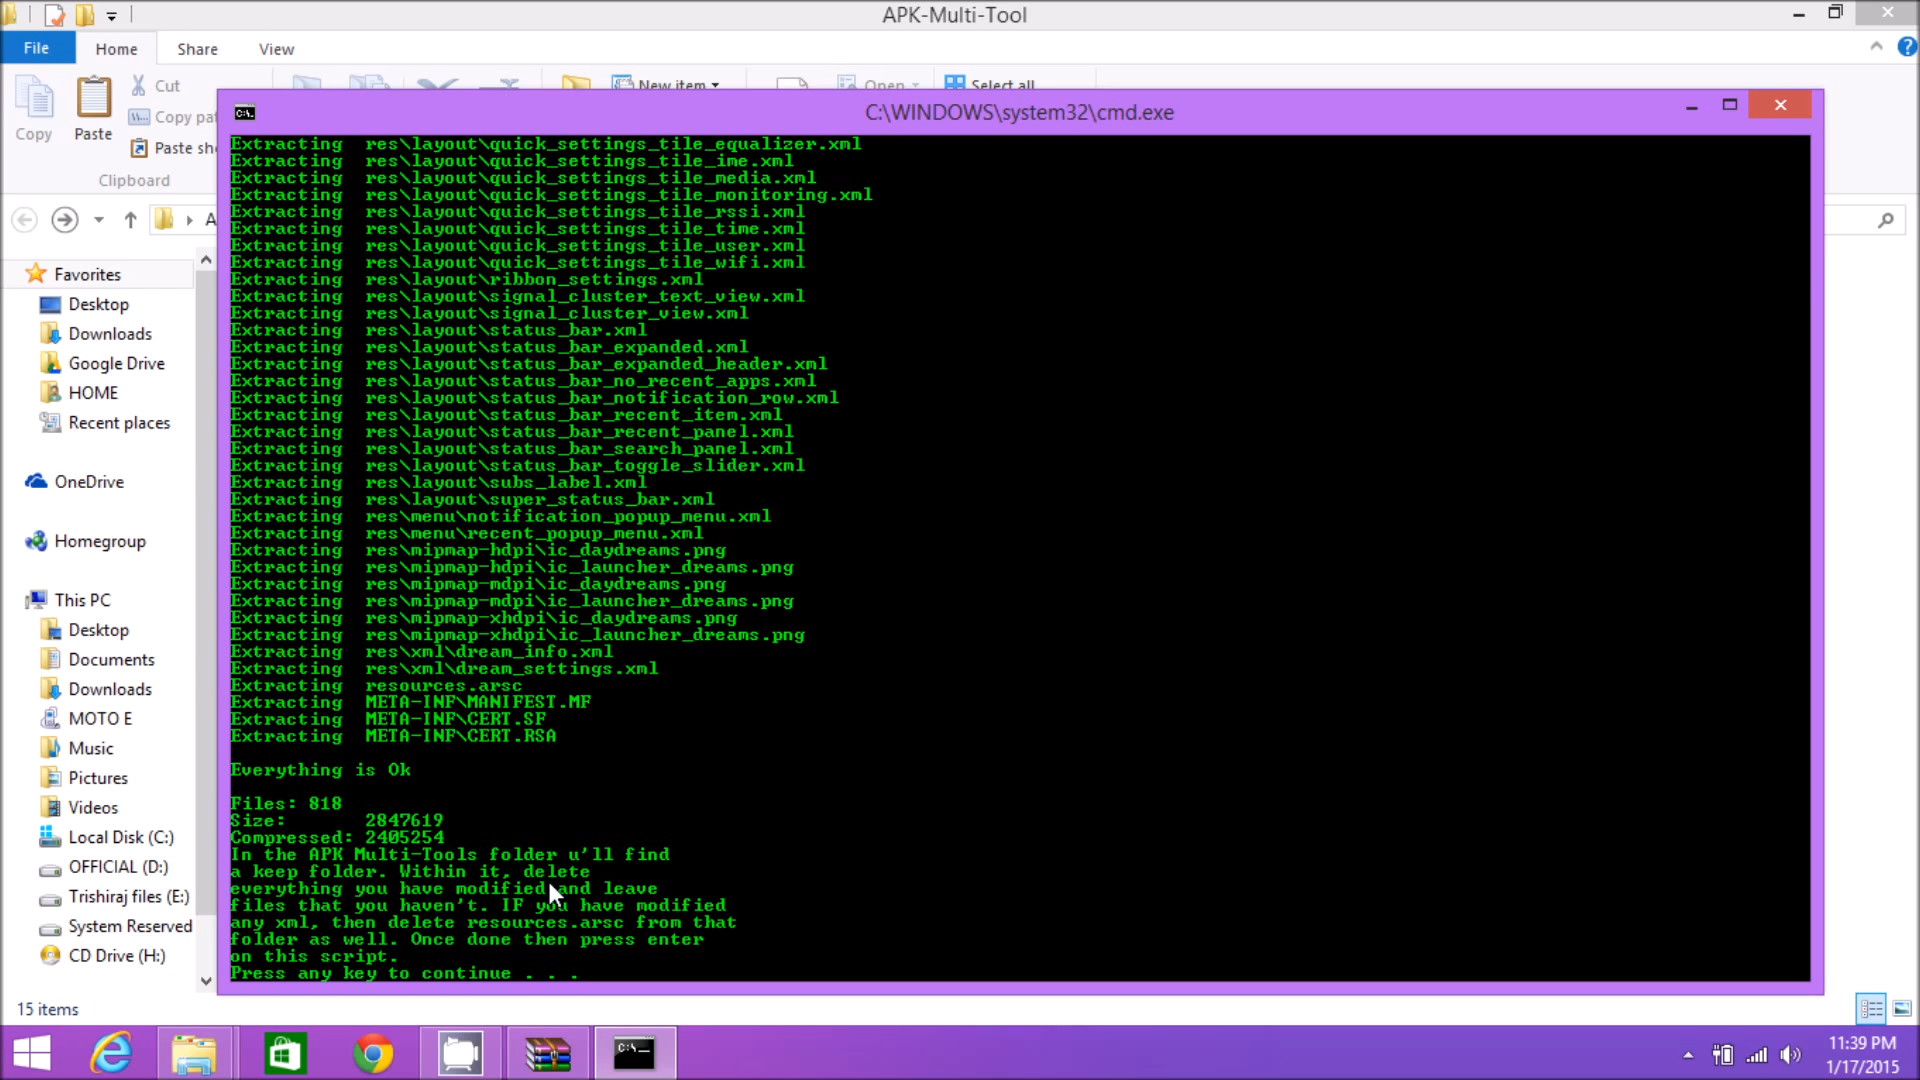 APK-Multi-Tool
File
Home
Share
View
Cut
Copy pat
Paste sho
Copy
Paste
Clipboard
New item
Open
Select all
C:\WINDOWS\system32\cmd.exe
A
Favorites
Desktop
Downloads
Google Drive
HOME
Recent places
OneDrive
Homegroup
This PC
Desktop
Documents
Downloads
MOTO E
Music
Pictures
Videos
Local Disk (C:)
OFFICIAL (D:)
Trishiraj files (E:)
System Reserved
CD Drive (H:)
Extracting  res\layout\quick_settings_tile_equalizer.xml
Extracting  res\layout\quick_settings_tile_ime.xml
Extracting  res\layout\quick_settings_tile_media.xml
Extracting  res\layout\quick_settings_tile_monitoring.xml
Extracting  res\layout\quick_settings_tile_rssi.xml
Extracting  res\layout\quick_settings_tile_time.xml
Extracting  res\layout\quick_settings_tile_user.xml
Extracting  res\layout\quick_settings_tile_wifi.xml
Extracting  res\layout\ribbon_settings.xml
Extracting  res\layout\signal_cluster_text_view.xml
Extracting  res\layout\signal_cluster_view.xml
Extracting  res\layout\status_bar.xml
Extracting  res\layout\status_bar_expanded.xml
Extracting  res\layout\status_bar_expanded_header.xml
Extracting  res\layout\status_bar_no_recent_apps.xml
Extracting  res\layout\status_bar_notification_row.xml
Extracting  res\layout\status_bar_recent_item.xml
Extracting  res\layout\status_bar_recent_panel.xml
Extracting  res\layout\status_bar_search_panel.xml
Extracting  res\layout\status_bar_toggle_slider.xml
Extracting  res\layout\subs_label.xml
Extracting  res\layout\super_status_bar.xml
Extracting  res\menu\notification_popup_menu.xml
Extracting  res\menu\recent_popup_menu.xml
Extracting  res\mipmap-hdpi\ic_daydreams.png
Extracting  res\mipmap-hdpi\ic_launcher_dreams.png
Extracting  res\mipmap-mdpi\ic_daydreams.png
Extracting  res\mipmap-mdpi\ic_launcher_dreams.png
Extracting  res\mipmap-xhdpi\ic_daydreams.png
Extracting  res\mipmap-xhdpi\ic_launcher_dreams.png
Extracting  res\xml\dream_info.xml
Extracting  res\xml\dream_settings.xml
Extracting  resources.arsc
Extracting  META-INF\MANIFEST.MF
Extracting  META-INF\CERT.SF
Extracting  META-INF\CERT.RSA
Everything is Ok
Files: 818
Size:       2847619
Compressed: 2405254
In the APK Multi-Tools folder u'll find
a keep folder. Within it, delete
everything you have modified and leave
files that you haven't. IF you have modified
any xml, then delete resources.arsc from that
folder as well. Once done then press enter
on this script.
Press any key to continue . . .
15 items
11:39 PM
1/17/2015